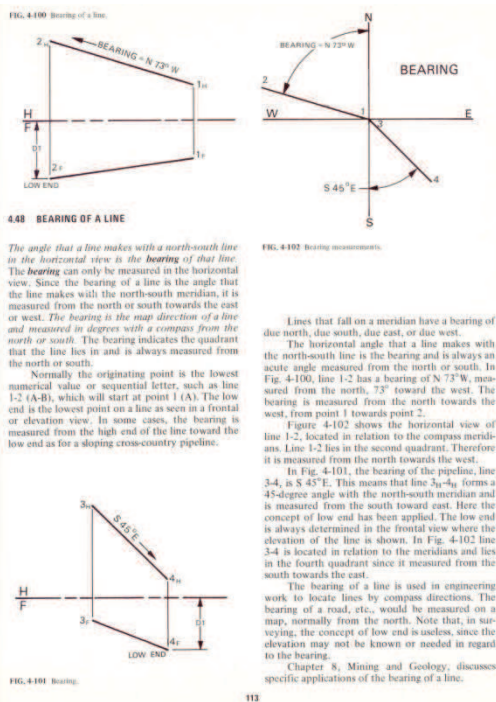 FIG. 4-100 Bearing of a line.
2H
BEARING = N 73° W
1H
H
F
D1
2F
1F
LOW END
4.48 BEARING OF A LINE
The angle that a line makes with a north-south line
in the horizontal view is the bearing of that line.
The bearing can only be measured in the horizontal
view. Since the bearing of a line is the angle that
the line makes with the north-south meridian, it is
measured from the north or south towards the east
or west. The bearing is the map direction of a line
and measured in degrees with a compass from the
north or south. The bearing indicates the quadrant
that the line lies in and is always measured from
the north or south.
Normally the originating point is the lowest
numerical value or sequential letter, such as line
1-2 (A-B), which will start at point 1 (A). The low
end is the lowest point on a line as seen in a frontal
or elevation view. In some cases, the bearing is
measured from the high end of the line toward the
low end as for a sloping cross-country pipeline.
3H
S 45°E
4H
H
F
3F
D1
4F
LOW END
FIG. 4-101 Bearing.
N
BEARING = N 73° W
BEARING
2
W
1
E
3
S 45°E
4
S
FIG. 4-102 Bearing measurements.
Lines that fall on a meridian have a bearing of
due north, due south, due east, or due west.
The horizontal angle that a line makes with
the north-south line is the bearing and is always an
acute angle measured from the north or south. In
Fig. 4-100, line 1-2 has a bearing of N 73°W, mea-
sured from the north, 73° toward the west. The
bearing is measured from the north towards the
west, from point 1 towards point 2.
Figure 4-102 shows the horizontal view of
line 1-2, located in relation to the compass meridi-
ans. Line 1-2 lies in the second quadrant. Therefore
it is measured from the north towards the west.
In Fig. 4-101, the bearing of the pipeline, line
3-4, is S 45°E. This means that line 3H-4H forms a
45-degree angle with the north-south meridian and
is measured from the south toward east. Here the
concept of low end has been applied. The low end
is always determined in the frontal view where the
elevation of the line is shown. In Fig. 4-102 line
3-4 is located in relation to the meridians and lies
in the fourth quadrant since it measured from the
south towards the east.
The bearing of a line is used in engineering
work to locate lines by compass directions. The
bearing of a road, etc., would be measured on a
map, normally from the north. Note that, in sur-
veying, the concept of low end is useless, since the
elevation may not be known or needed in regard
to the bearing.
Chapter 8, Mining and Geology, discusses
specific applications of the bearing of a line.
113